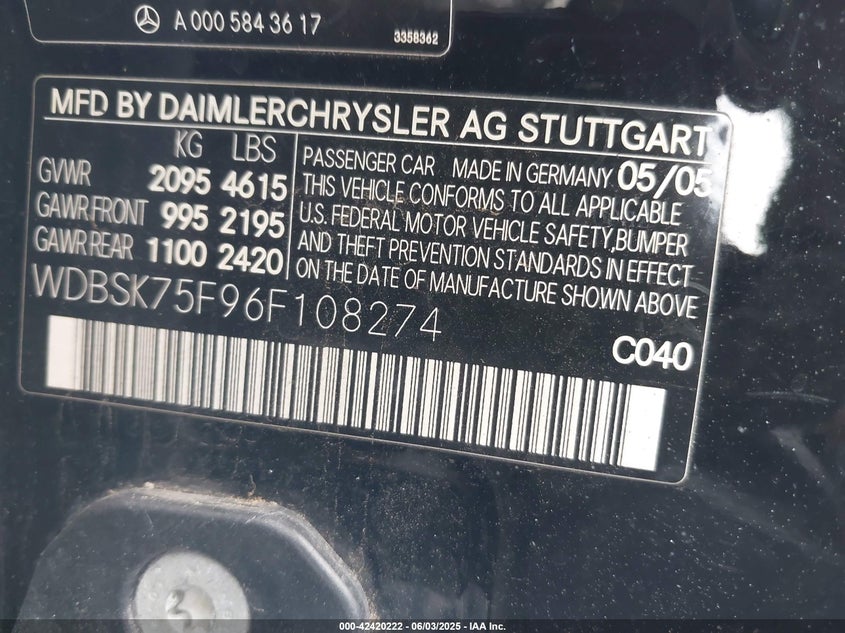 A 000 584 36 17
3358362
MFD BY DAIMLERCHRYSLER AG STUTTGART
KG LBS
GVWR 2095 4615
GAWR FRONT 995 2195
GAWR REAR 1100 2420
PASSENGER CAR MADE IN GERMANY 05/05
THIS VEHICLE CONFORMS TO ALL APPLICABLE
U.S. FEDERAL MOTOR VEHICLE SAFETY,BUMPER
AND THEFT PREVENTION STANDARDS IN EFFECT
ON THE DATE OF MANUFACTURE SHOWN ABOVE
WDBSK75F96F108274
C040
000-42420222 - 06/03/2025 - IAA Inc.